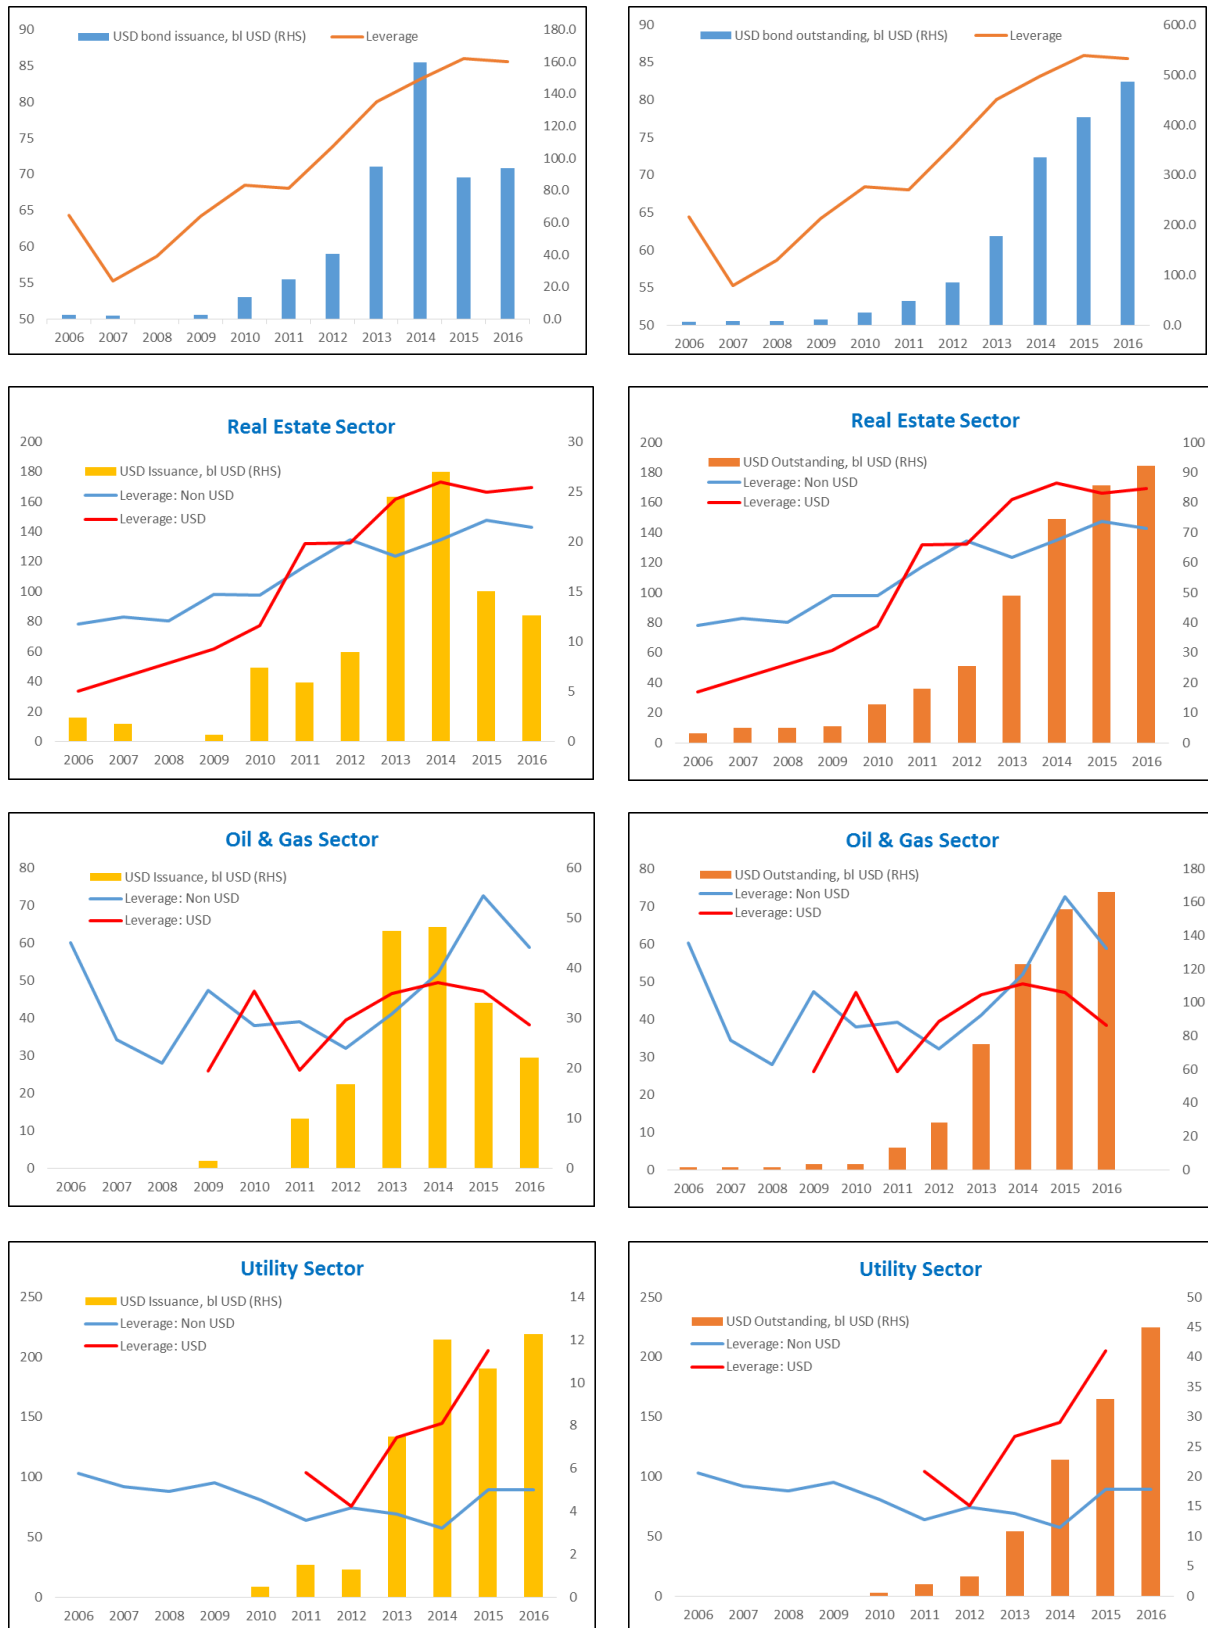 USD bond issuance, bl USD (RHS) Leverage
90 180.0
85 160.0
80 140.0
75 120.0
70 100.0
65 80.0
60 60.0
55 40.0
20.0
50 0.0
2006 2007 2008 2009 2010 2011 2012 2013 2014 2015 2016
USD bond outstanding, bl USD (RHS) Leverage
90 600.0
85 500.0
80 400.0
75
70 300.0
65
60 200.0
55 100.0
50 0.0
2006 2007 2008 2009 2010 2011 2012 2013 2014 2015 2016
Real Estate Sector
USD Issuance, bl USD (RHS)
Leverage: Non USD
Leverage: USD
200 30
180 25
160
140 20
120
100 15
80
60 10
40 5
20
0 0
2006 2007 2008 2009 2010 2011 2012 2013 2014 2015 2016
Real Estate Sector
USD Outstanding, bl USD (RHS)
Leverage: Non USD
Leverage: USD
200 100
180 90
160 80
140 70
120 60
100 50
80 40
60 30
40 20
20 10
0 0
2006 2007 2008 2009 2010 2011 2012 2013 2014 2015 2016
Oil & Gas Sector
USD Issuance, bl USD (RHS)
Leverage: Non USD
Leverage: USD
80 60
70 50
60
50 40
40 30
30 20
20
10 10
0 0
2006 2007 2008 2009 2010 2011 2012 2013 2014 2015 2016
Oil & Gas Sector
USD Outstanding, bl USD (RHS)
Leverage: Non USD
Leverage: USD
80 180
70 160
60 140
50 120
40 100
30 80
20 60
10 40
20
0 0
2006 2007 2008 2009 2010 2011 2012 2013 2014 2015 2016
Utility Sector
USD Issuance, bl USD (RHS)
Leverage: Non USD
Leverage: USD
250 14
200 12
10
150 8
100 6
4
50 2
0 0
2006 2007 2008 2009 2010 2011 2012 2013 2014 2015 2016
Utility Sector
USD Outstanding, bl USD (RHS)
Leverage: Non USD
Leverage: USD
250 50
45
200 40
35
150 30
25
100 20
15
50 10
5
0 0
2006 2007 2008 2009 2010 2011 2012 2013 2014 2015 2016